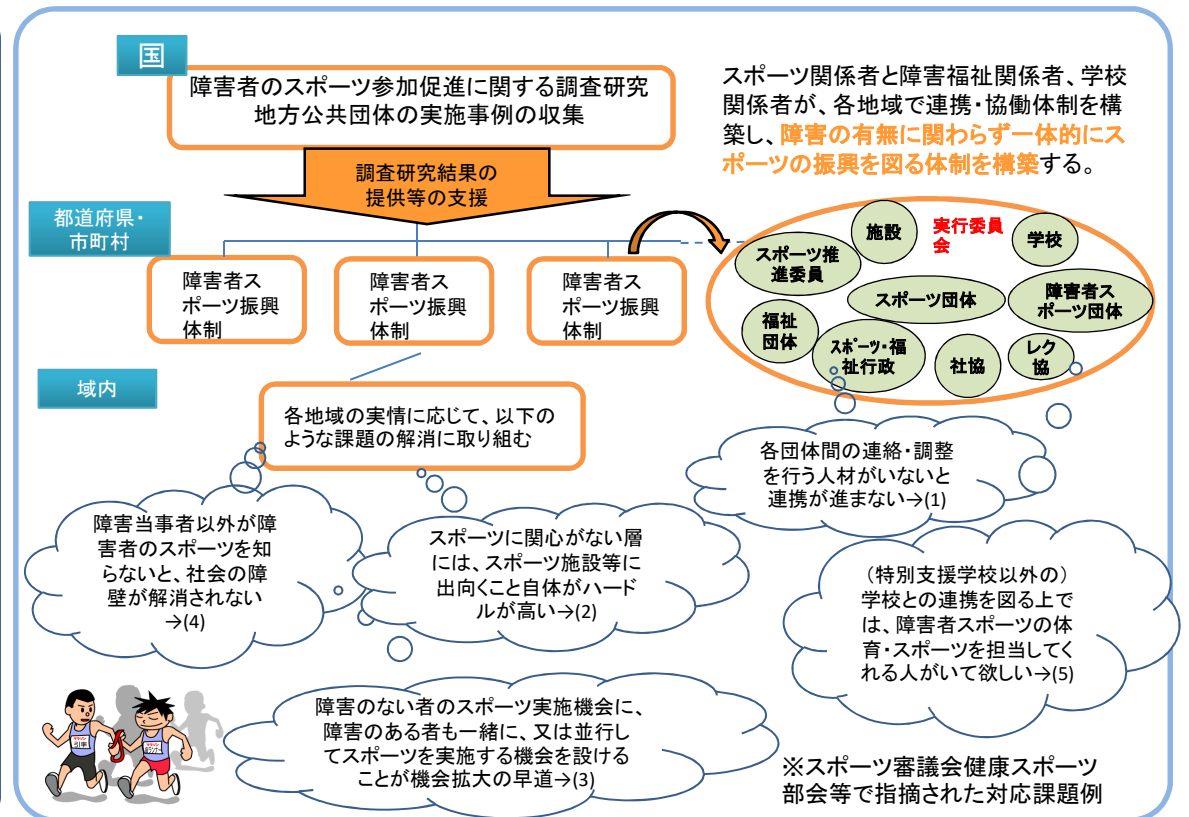 国
障害者のスポーツ参加促進に関する調査研究
地方公共団体の実施事例の収集
調査研究結果の
提供等の支援
スポーツ関係者と障害福祉関係者、学校
関係者が、各地域で連携・協働体制を構
築し、障害の有無に関わらず一体的にス
ポーツの振興を図る体制を構築する。
都道府県・
市町村
障害者ス
ポーツ振興
体制
障害者ス
ポーツ振興
体制
障害者ス
ポーツ振興
体制
実行委員
会
施設
学校
スポーツ推
進委員
スポーツ団体
障害者ス
ポーツ団体
福祉
団体
スポーツ・福
祉行政
社協
レク
協
域内
各地域の実情に応じて、以下の
ような課題の解消に取り組む
各団体間の連絡・調整
を行う人材がいないと
連携が進まない→(1)
障害当事者以外が障
害者のスポーツを知
らないと、社会の障
壁が解消されない
→(4)
スポーツに関心がない層
には、スポーツ施設等に
出向くこと自体がハード
ルが高い→(2)
(特別支援学校以外の)
学校との連携を図る上で
は、障害者スポーツの体
育・スポーツを担当してく
れる人がいて欲しい→(5)
障害のない者のスポーツ実施機会に、
障害のある者も一緒に、又は並行し
てスポーツを実施する機会を設ける
ことが機会拡大の早道→(3)
※スポーツ審議会健康スポーツ
部会等で指摘された対応課題例